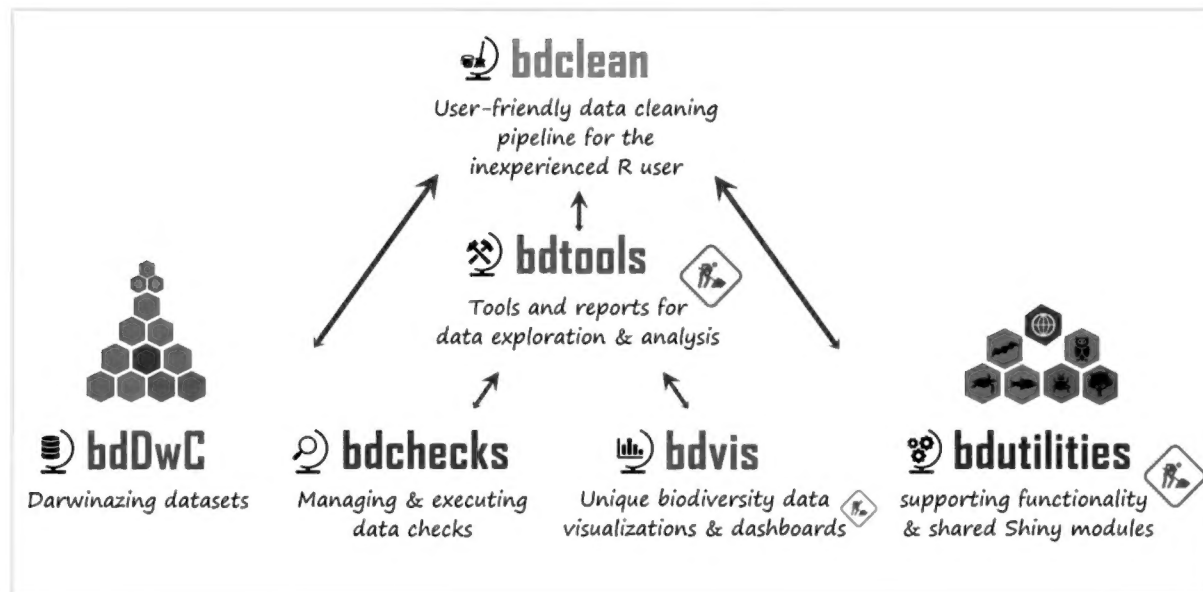 bdclean
User-friendly data cleaning
pipeline for the
inexperienced R user
bdtools
Tools and reports for
data exploration & analysis
bdDwC
Darwinazing datasets
bdchecks
Managing & executing
data checks
bdvis
Unique biodiversity data
visualizations & dashboards
bdutilities
supporting functionality
& shared Shiny modules